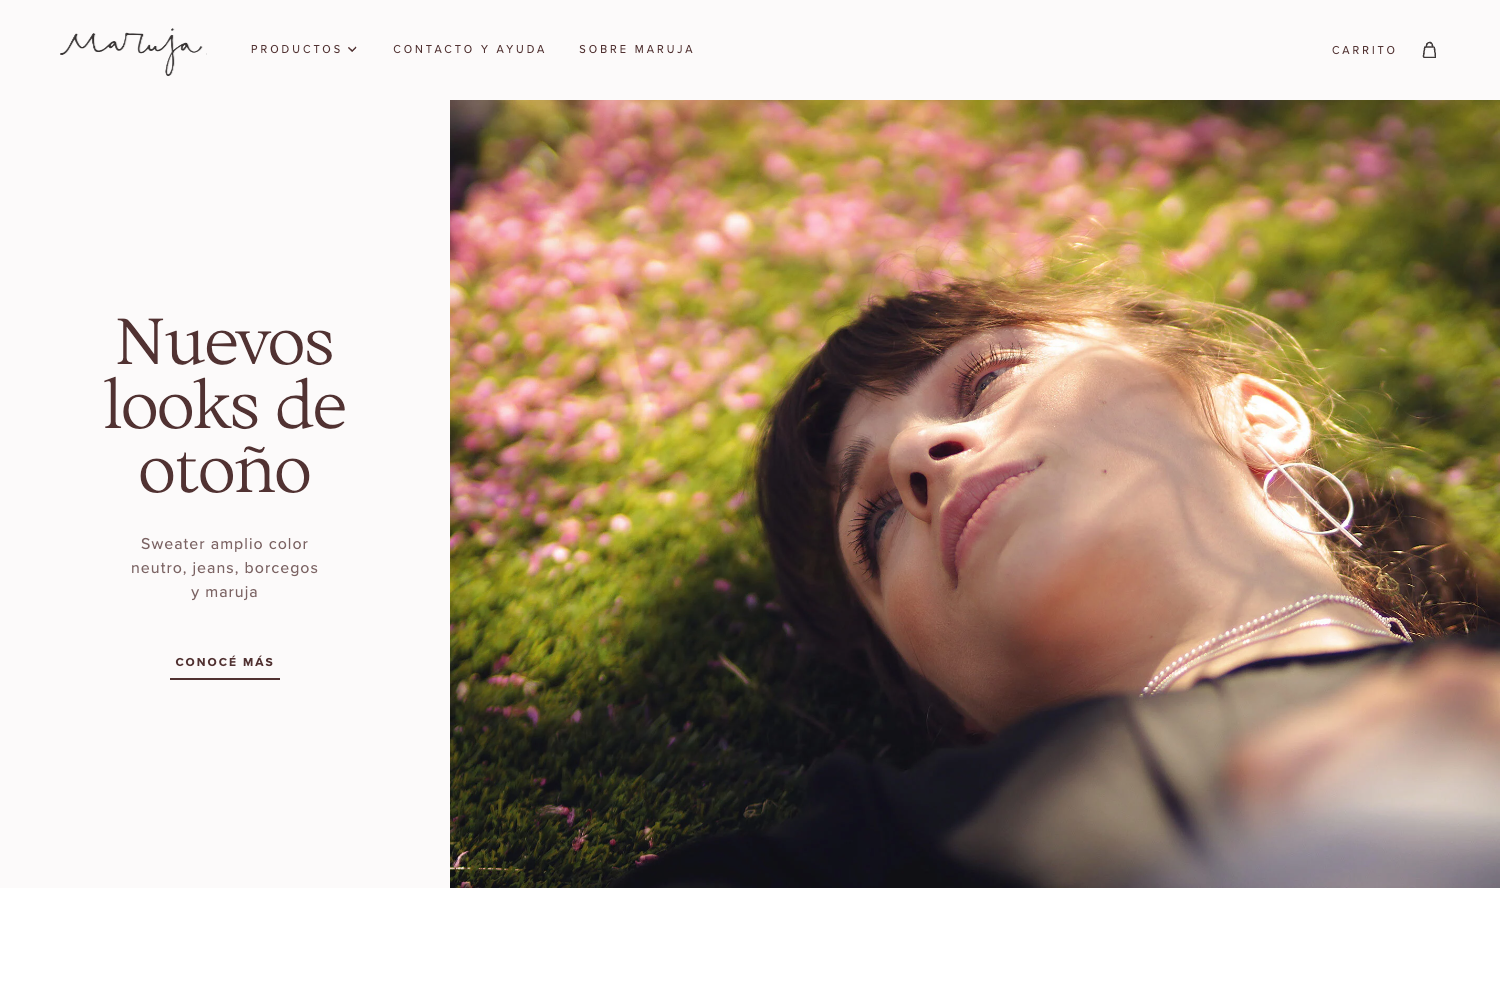 Maruja
PRODUCTOS
CONTACTO Y AYUDA
SOBRE MARUJA
CARRITO
Nuevos
looks de
otoño
Sweater amplio color
neutro, jeans, borcegos
y maruja
CONOCÉ MÁS